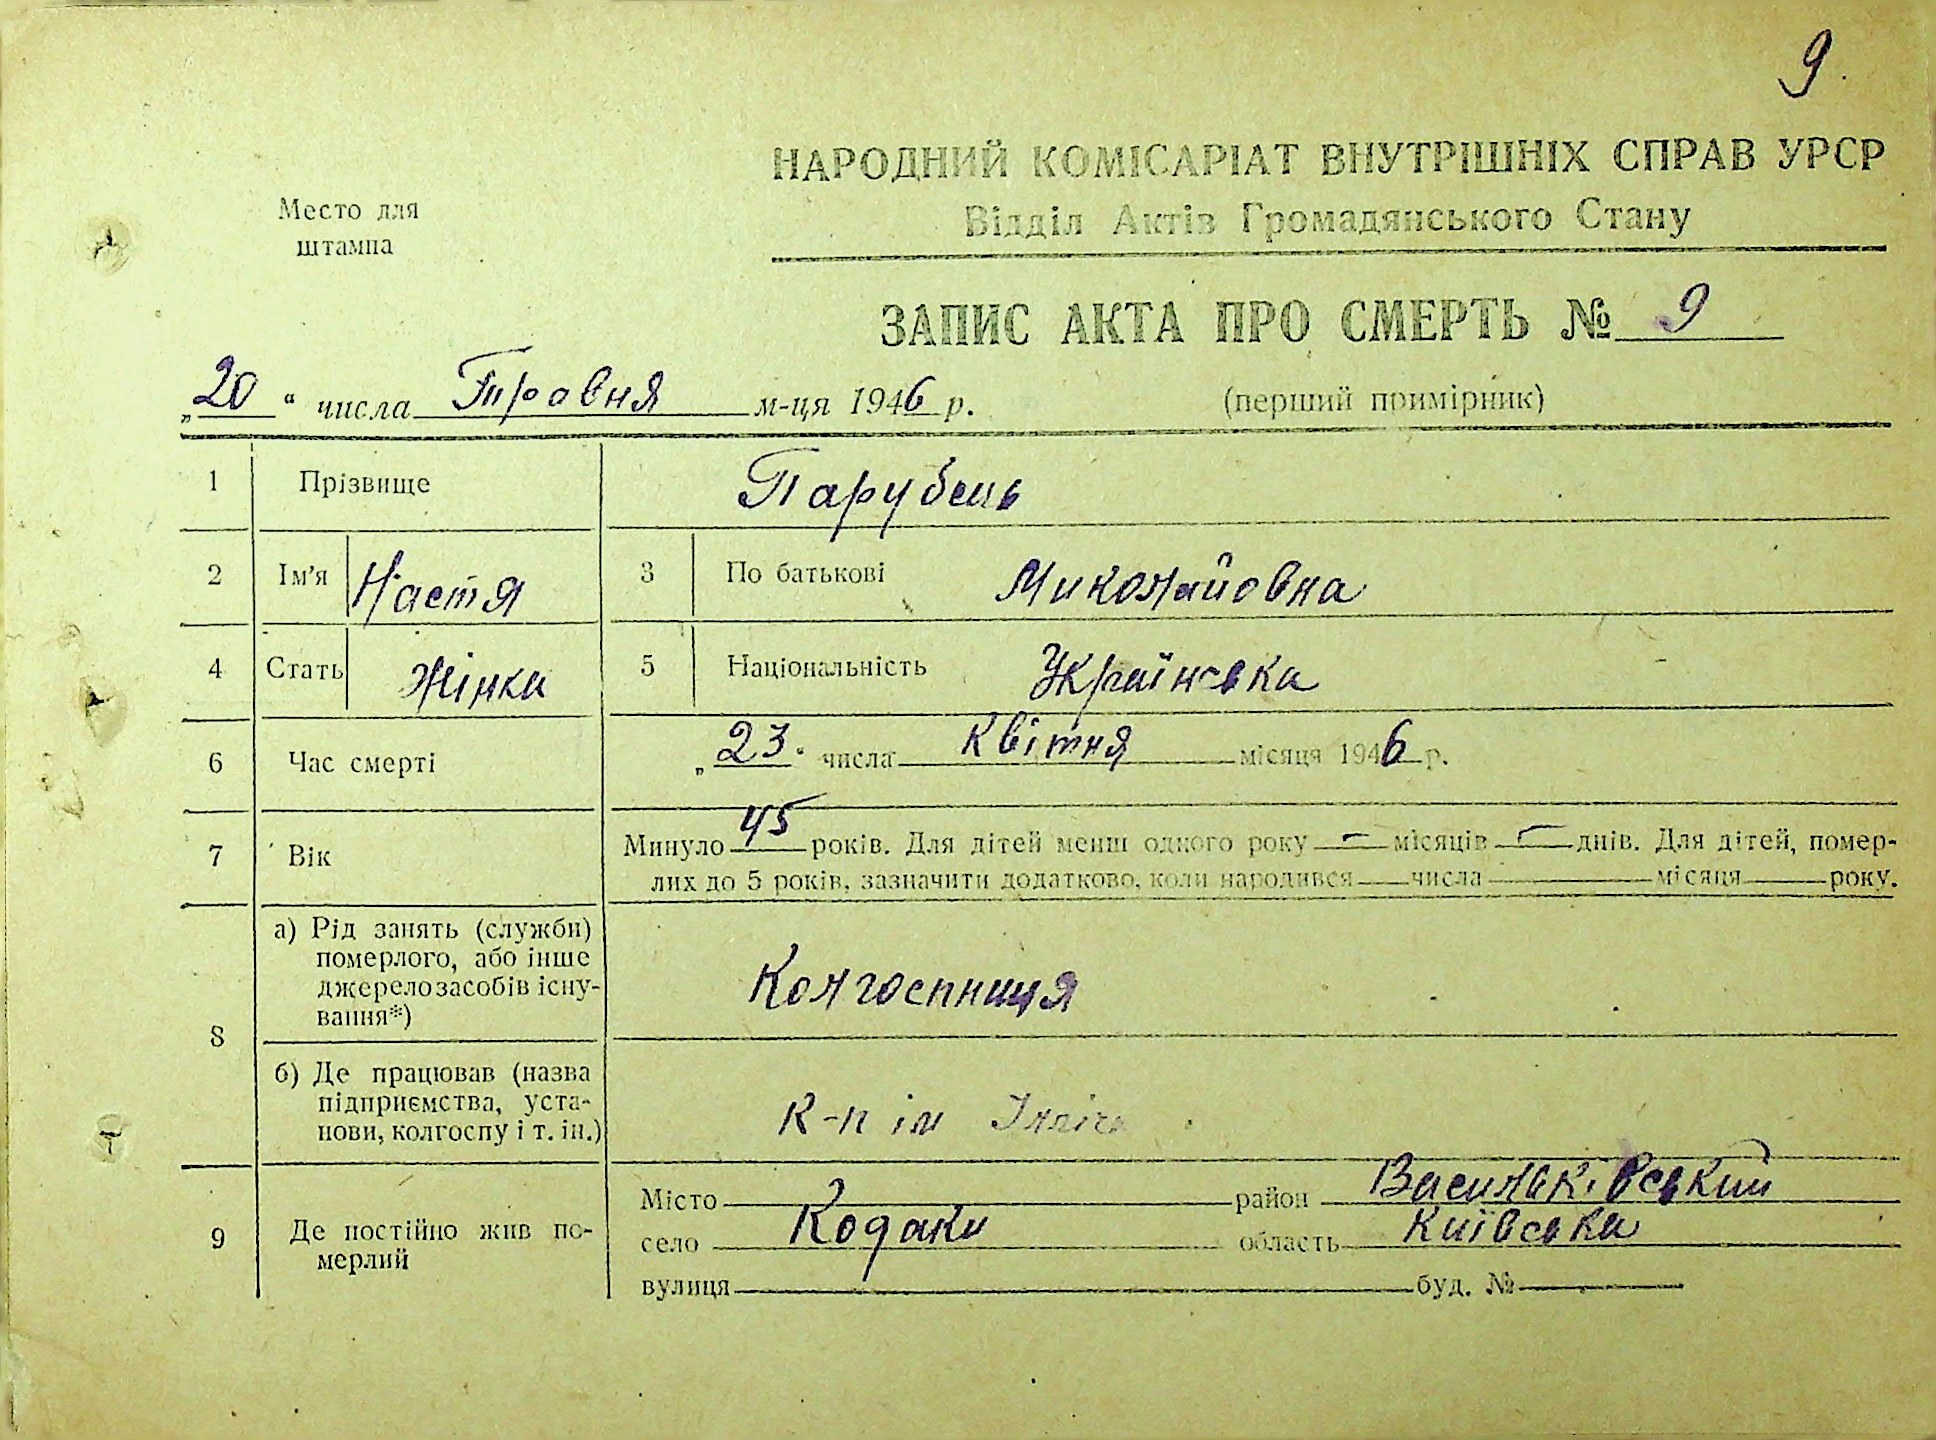 9.
НАРОДНИЙ КОМІСАРІАТ ВНУТРІШНІХ СПРАВ УРСР
Відділ Актів Громадянського Стану
Место для
штампа
ЗАПИС АКТА ПРО СМЕРТЬ № 9
„20“ числа Травня м-ця 1946 р. (перший примірник)
1 Прізвище Парубець
2 Ім’я Настя 3 По батькові Миколайовна
4 Стать Жінка 5 Національність Українська
6 Час смерті „23. числа Квітня місяця 1946 р.
7 Вік Минуло 45 років. Для дітей менш одного року — місяців — днів. Для дітей, помер-
лих до 5 років, зазначити додатково, коли народився числа місяця року.
8 а) Рід занять (служби)
померлого, або інше
джерело засобів існу-
вання*)
Колгоспниця
б) Де працював (назва
підприємства, уста-
нови, колгоспу і т. ін.)
К-п ім Ілліча
9 Де постійно жив по-
мерлий
Місто район Васильківський
село Кодаки область Київська
вулиця буд. №